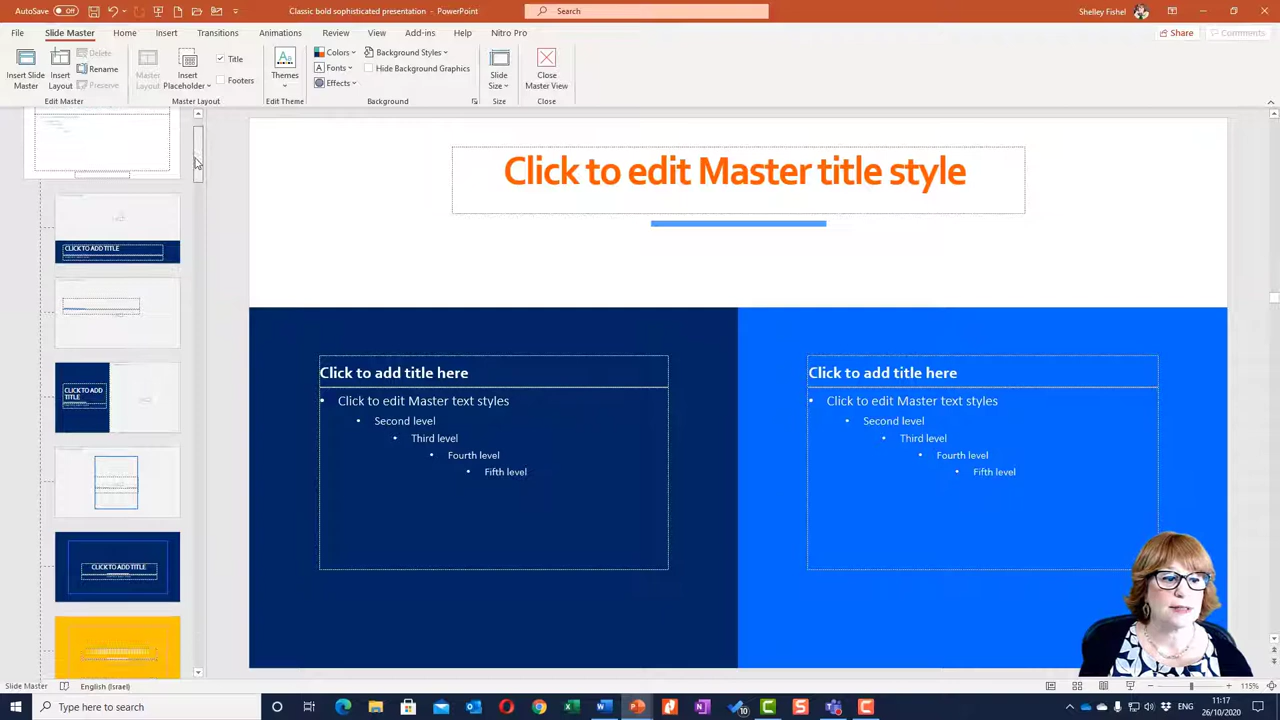 AutoSave Off
Classic bold sophisticated presentation - PowerPoint
Search
Shelley Fishel
File
Slide Master
Home
Insert
Transitions
Animations
Review
View
Add-ins
Help
Nitro Pro
Share
Comments
Insert Slide
Master
Insert
Layout
Delete
Rename
Preserve
Edit Master
Master
Layout
Insert
Placeholder
Title
Footers
Master Layout
Themes
Edit Theme
Colors
Fonts
Effects
Background Styles
Hide Background Graphics
Background
Slide
Size
Size
Close
Master View
Close
CLICK TO ADD TITLE
CLICK TO ADD
TITLE
CLICK TO ADD TITLE
Click to edit Master title style
Click to add title here
• Click to edit Master text styles
• Second level
• Third level
• Fourth level
• Fifth level
Click to add title here
• Click to edit Master text styles
• Second level
• Third level
• Fourth level
• Fifth level
Slide Master
English (Israel)
115%
Type here to search
10
ENG
11:17
26/10/2020